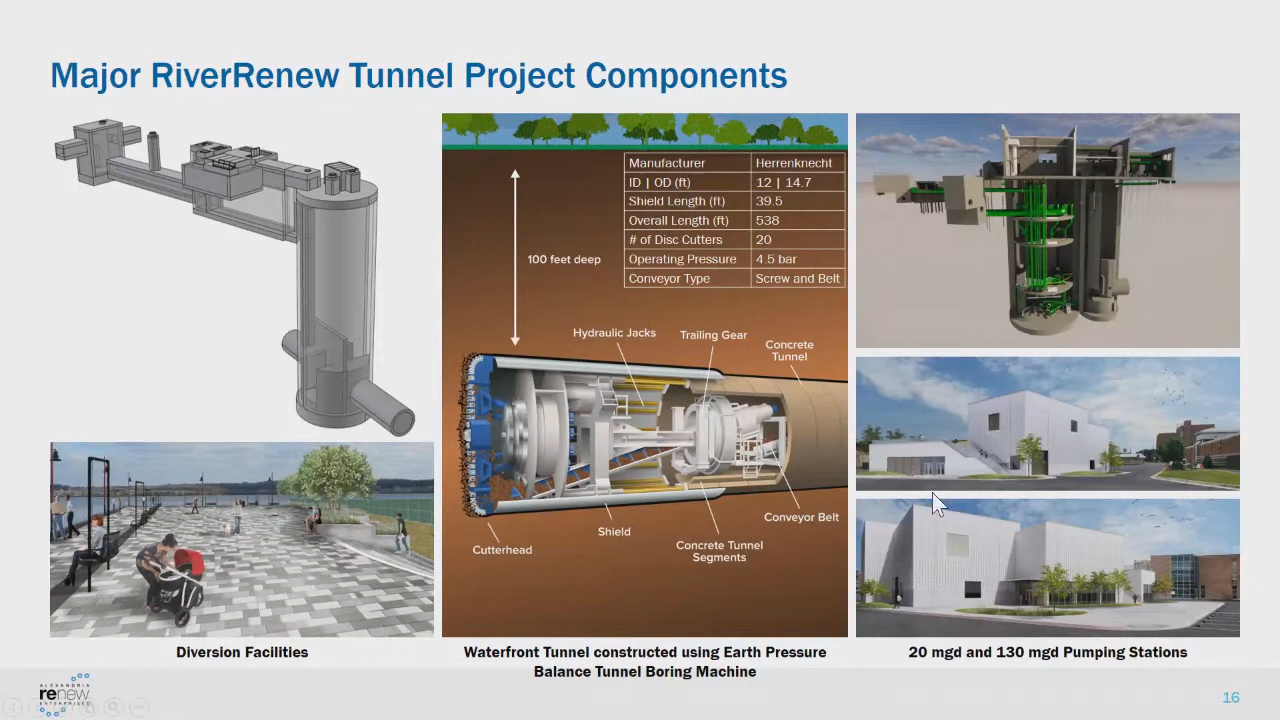 Major RiverRenew Tunnel Project Components
Manufacturer Herrenknecht
ID | OD (ft) 12 | 14.7
Shield Length (ft) 39.5
Overall Length (ft) 538
# of Disc Cutters 20
Operating Pressure 4.5 bar
Conveyor Type Screw and Belt
100 feet deep
Hydraulic Jacks
Trailing Gear
Concrete
Tunnel
Conveyor Belt
Shield
Concrete Tunnel
Segments
Cutterhead
Diversion Facilities
Waterfront Tunnel constructed using Earth Pressure
Balance Tunnel Boring Machine
20 mgd and 130 mgd Pumping Stations
ALEXANDRIA
renew
ENTERPRISES
16